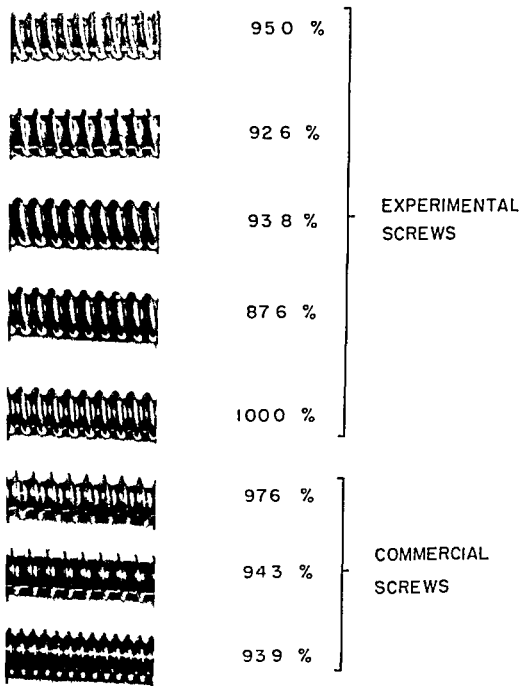 95 0 %
92 6 %
93 8 %
87 6 %
100 0 %
EXPERIMENTAL
SCREWS
97 6 %
94 3 %
93 9 %
COMMERCIAL
SCREWS